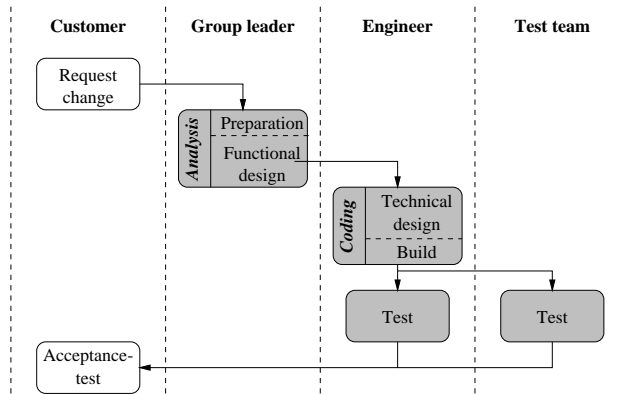 Customer
Group leader
Engineer
Test team
Request
change
Analysis
Preparation
Functional
design
Coding
Technical
design
Build
Test
Test
Acceptance-
test